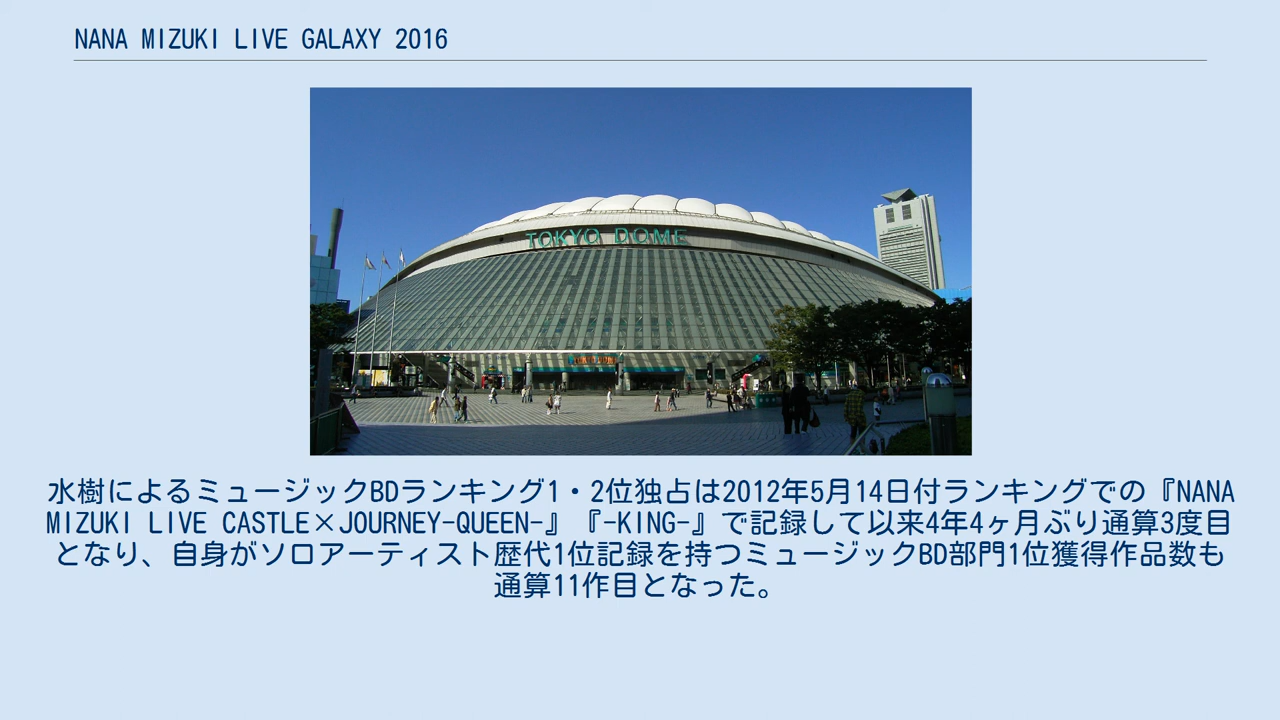 NANA MIZUKI LIVE GALAXY 2016
TOKYO DOME
TOKYO DOME
水樹によるミュージックBDランキング1・2位独占は2012年5月14日付ランキングでの『NANA
MIZUKI LIVE CASTLE×JOURNEY-QUEEN-』『-KING-』で記録して以来4年4ヶ月ぶり通算3度目
となり、自身がソロアーティスト歴代1位記録を持つミュージックBD部門1位獲得作品数も
通算11作目となった。